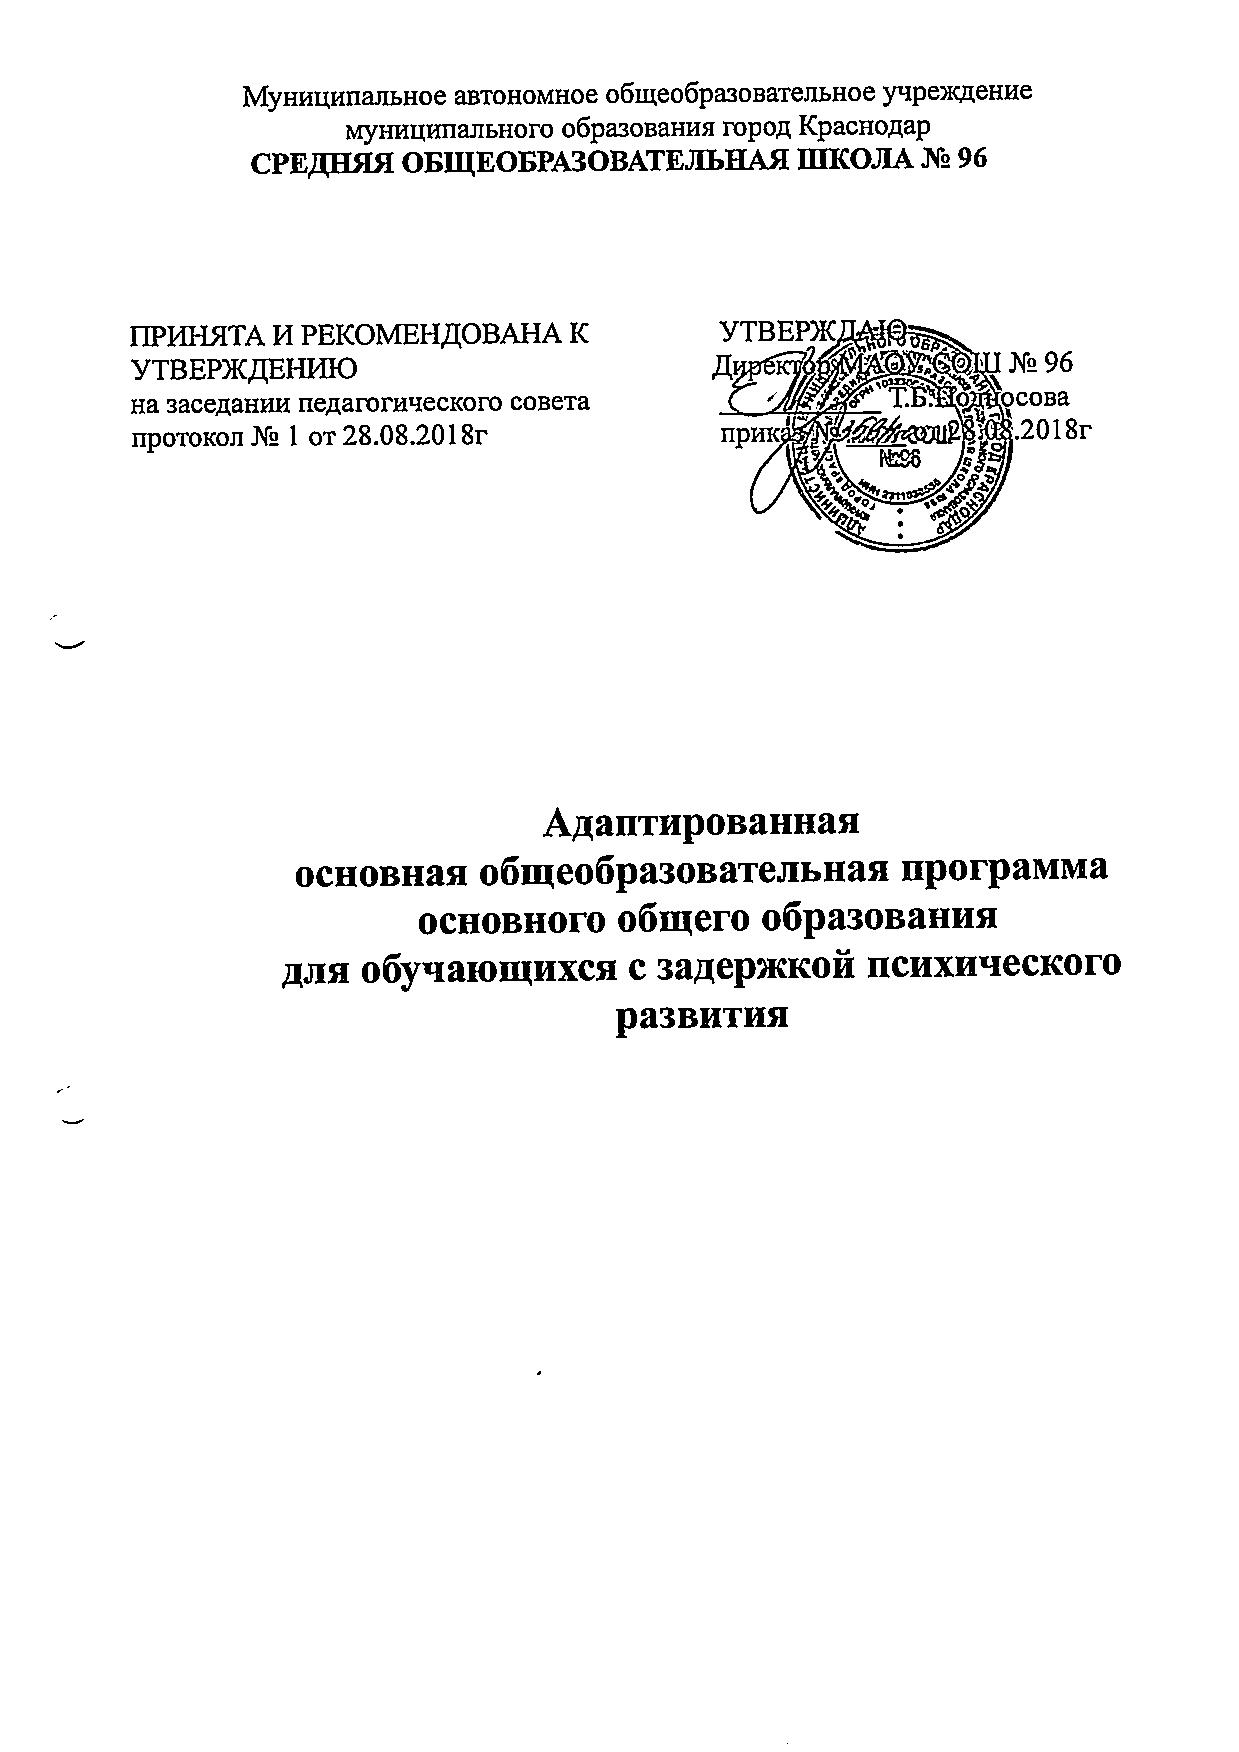 Муниципальное автономное общеобразовательное учреждение
муниципального образования город Краснодар
СРЕДНЯЯ ОБЩЕОБРАЗОВАТЕЛЬНАЯ ШКОЛА № 96
ПРИНЯТА И РЕКОМЕНДОВАНА К
УТВЕРЖДЕНИЮ
на заседании педагогического совета
протокол № 1 от 28.08.2018г
УТВЕРЖДАЮ
Директор МАОУ СОШ № 96
Т.Б.Подносова
приказ № от 28.08.2018г
№96
Адаптированная
основная общеобразовательная программа
основного общего образования
для обучающихся с задержкой психического
развития